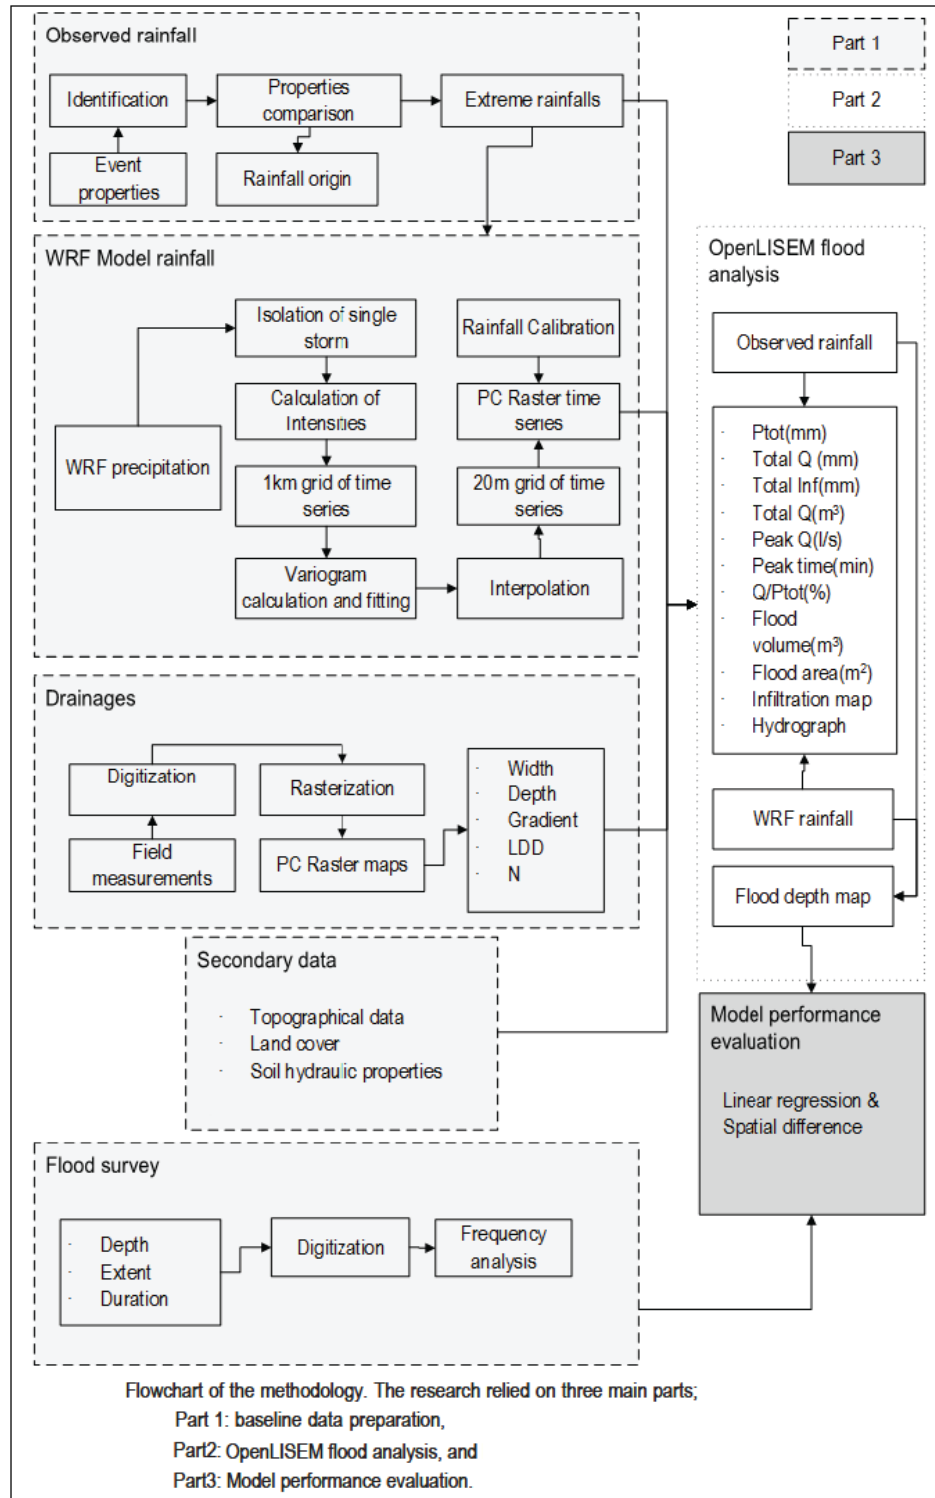 Observed rainfall
Identification
Properties
comparison
Extreme rainfalls
Event
properties
Rainfall origin
Part 1
Part 2
Part 3
WRF Model rainfall
Isolation of single
storm
Rainfall Calibration
Calculation of
Intensities
PC Raster time
series
WRF precipitation
1km grid of time
series
20m grid of time
series
Variogram
calculation and fitting
Interpolation
OpenLISEM flood
analysis
Observed rainfall
· Ptot(mm)
· Total Q (mm)
· Total Inf(mm)
· Total Q(m³)
· Peak Q(l/s)
· Peak time(min)
· Q/Ptot(%)
· Flood
volume(m³)
· Flood area(m²)
· Infiltration map
· Hydrograph
WRF rainfall
Flood depth map
Drainages
Digitization
Rasterization
Field
measurements
PC Raster maps
· Width
· Depth
· Gradient
· LDD
· N
Secondary data
· Topographical data
· Land cover
· Soil hydraulic properties
Model performance
evaluation
Linear regression &
Spatial difference
Flood survey
· Depth
· Extent
· Duration
Digitization
Frequency
analysis
Flowchart of the methodology. The research relied on three main parts;
Part 1: baseline data preparation,
Part2: OpenLISEM flood analysis, and
Part3: Model performance evaluation.